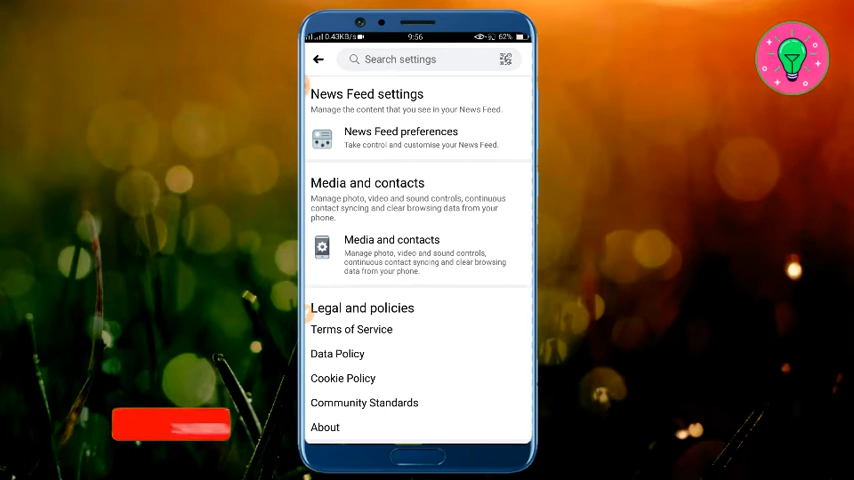 0.43KB/s
9:56
62%
Search settings
News Feed settings
Manage the content that you see in your News Feed.
News Feed preferences
Take control and customise your News Feed.
Media and contacts
Manage photo, video and sound controls, continuous
contact syncing and clear browsing data from your
phone.
Media and contacts
Manage photo, video and sound controls,
continuous contact syncing and clear browsing
data from your phone.
Legal and policies
Terms of Service
Data Policy
Cookie Policy
Community Standards
About